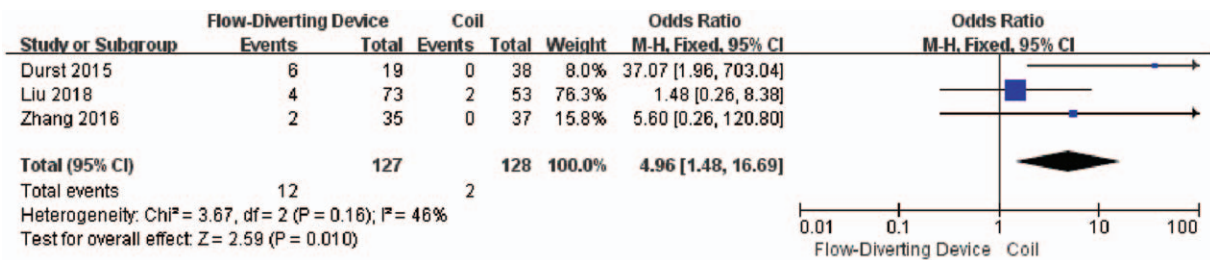 Flow-Diverting Device Coil Odds Ratio Odds Ratio
Study or Subgroup Events Total Events Total Weight M-H, Fixed, 95% CI M-H, Fixed, 95% CI
Durst 2015 6 19 0 38 8.0% 37.07 [1.96, 703.04]
Liu 2018 4 73 2 53 76.3% 1.48 [0.26, 8.38]
Zhang 2016 2 35 0 37 15.8% 5.60 [0.26, 120.80]
Total (95% CI) 127 128 100.0% 4.96 [1.48, 16.69]
Total events 12 2
Heterogeneity: Chi² = 3.67, df = 2 (P = 0.16); I² = 46%
Test for overall effect: Z = 2.59 (P = 0.010)
0.01 0.1 1 10 100
Flow-Diverting Device Coil